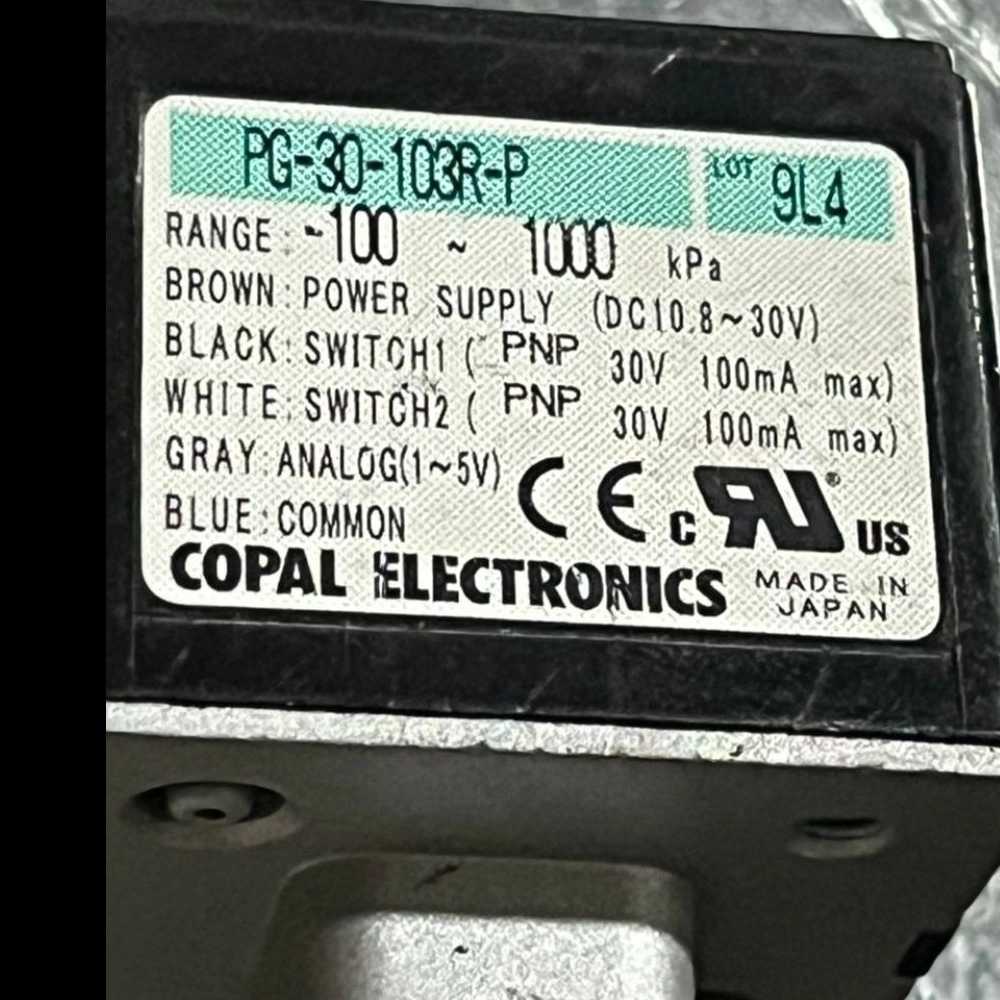 PG-30-103R-P LOT 9L4
RANGE: -100 ~ 1000 kPa
BROWN: POWER SUPPLY (DC10.8~30V)
BLACK: SWITCH1 ( PNP 30V 100mA max)
WHITE: SWITCH2 ( PNP 30V 100mA max)
GRAY: ANALOG(1~5V)
BLUE: COMMON
CE c RU ® US
COPAL ELECTRONICS
MADE IN
JAPAN